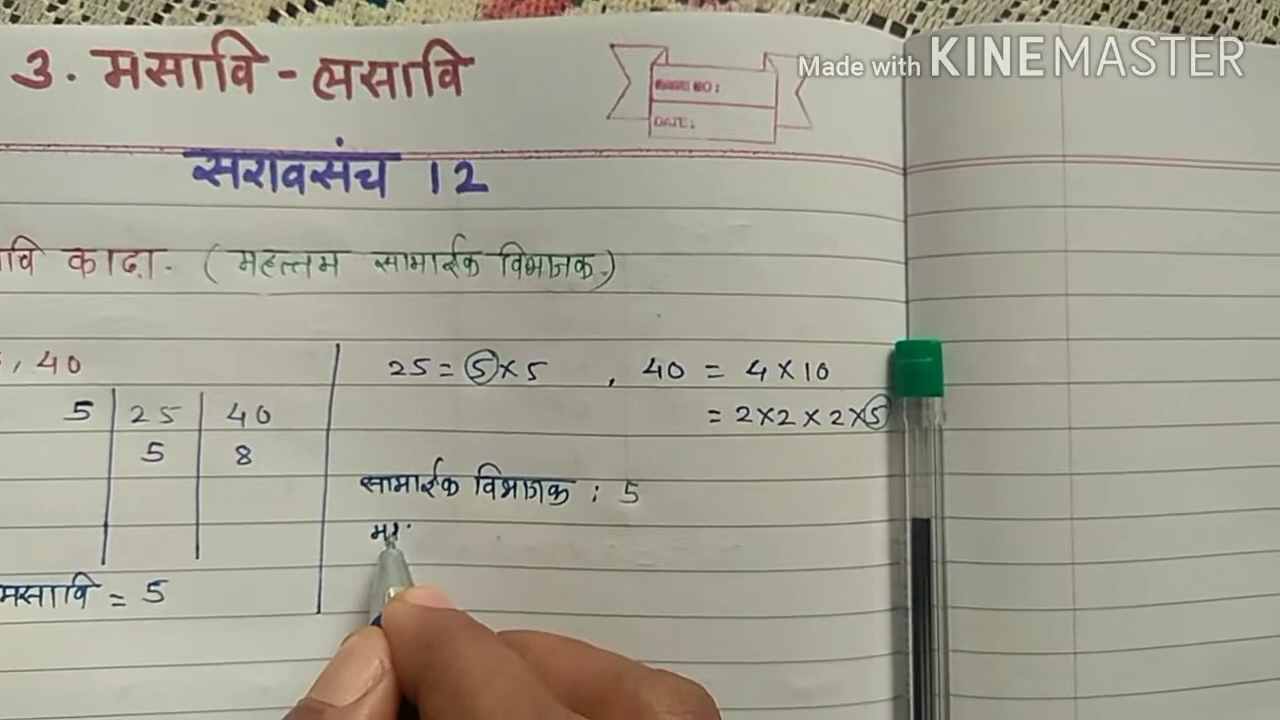 Made with KINEMASTER
3. मसावि - लसावि
PAGE NO:
DATE:
सरावसंच 12
वि काढा. ( महत्तम सामाईक विभाजक.)
, 40
25 = 5 × 5 , 40 = 4 × 10
= 2 × 2 × 2 × 5
5 25 40
5 8
सामाईक विभाजक : 5
मसावि = 5